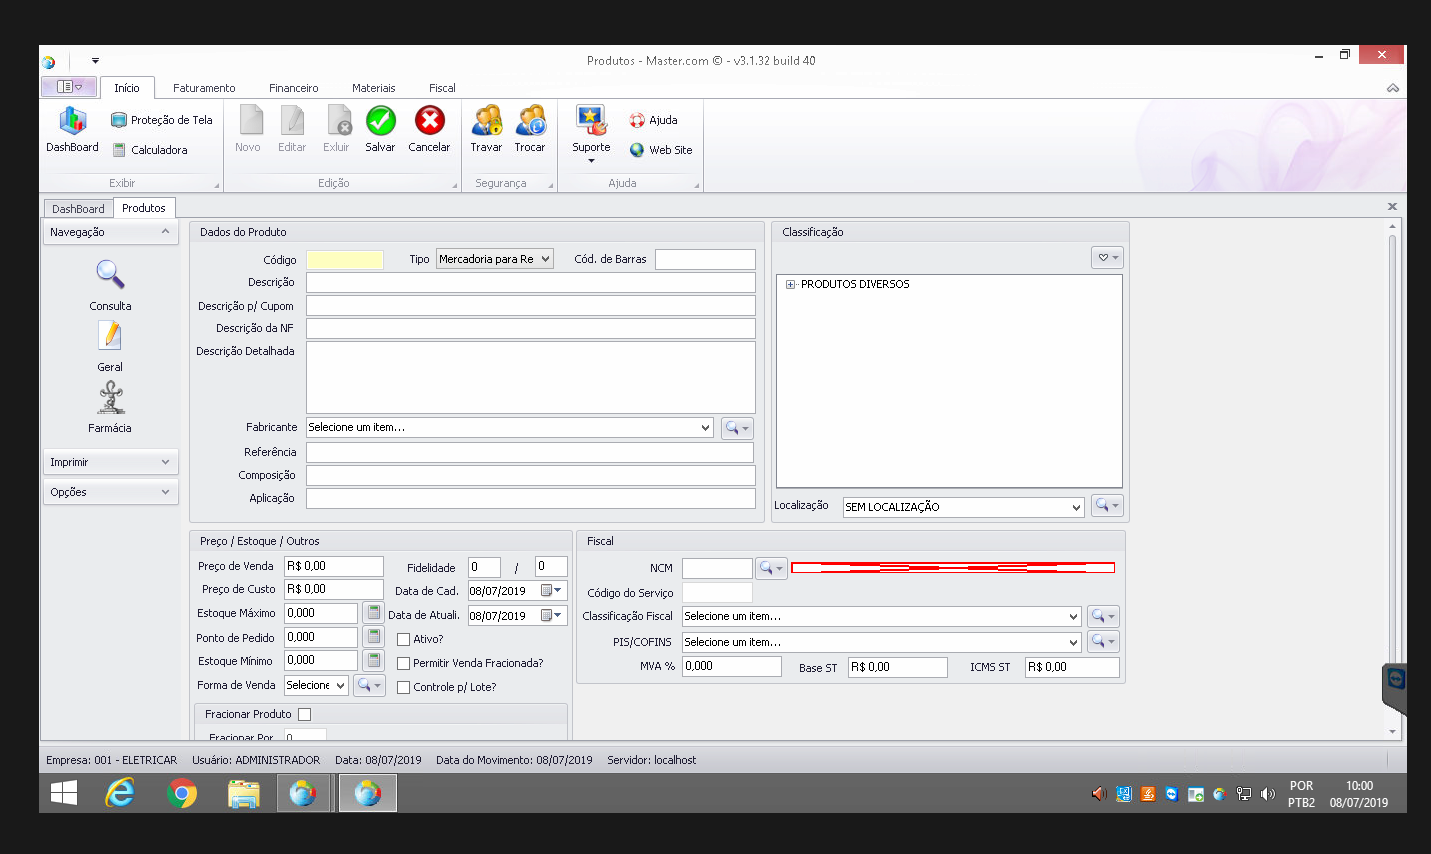 Produtos - Master.com © - v3.1.32 build 40
Início Faturamento Financeiro Materiais Fiscal
DashBoard
Proteção de Tela
Calculadora
Exibir
Novo Editar Exluir Salvar Cancelar
Edição
Travar Trocar
Segurança
Suporte
Ajuda
Web Site
Ajuda
DashBoard Produtos
Navegação
Consulta
Geral
Farmácia
Imprimir
Opções
Dados do Produto
Código
Tipo Mercadoria para Re
Cód. de Barras
Descrição
Descrição p/ Cupom
Descrição da NF
Descrição Detalhada
Fabricante Selecione um item...
Referência
Composição
Aplicação
Classificação
PRODUTOS DIVERSOS
Localização SEM LOCALIZAÇÃO
Preço / Estoque / Outros
Preço de Venda R$ 0,00
Fidelidade 0 / 0
Preço de Custo R$ 0,00
Data de Cad. 08/07/2019
Estoque Máximo 0,000
Data de Atuali. 08/07/2019
Ponto de Pedido 0,000
Ativo?
Estoque Mínimo 0,000
Permitir Venda Fracionada?
Forma de Venda Selecione
Controle p/ Lote?
Fracionar Produto
Fracionar Por 0
Fiscal
NCM
Código do Serviço
Classificação Fiscal Selecione um item...
PIS/COFINS Selecione um item...
MVA % 0,000
Base ST R$ 0,00
ICMS ST R$ 0,00
Empresa: 001 - ELETRICAR Usuário: ADMINISTRADOR Data: 08/07/2019 Data do Movimento: 08/07/2019 Servidor: localhost
POR 10:00
PTB2 08/07/2019